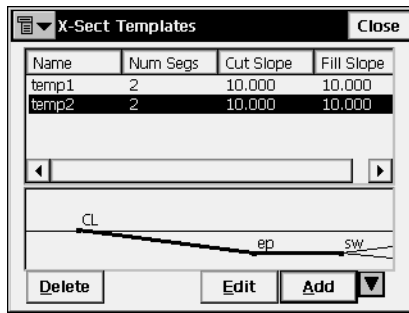 X-Sect Templates Close
Name Num Segs Cut Slope Fill Slope
temp1 2 10.000 10.000
temp2 2 10.000 10.000
CL
ep sw
Delete Edit Add